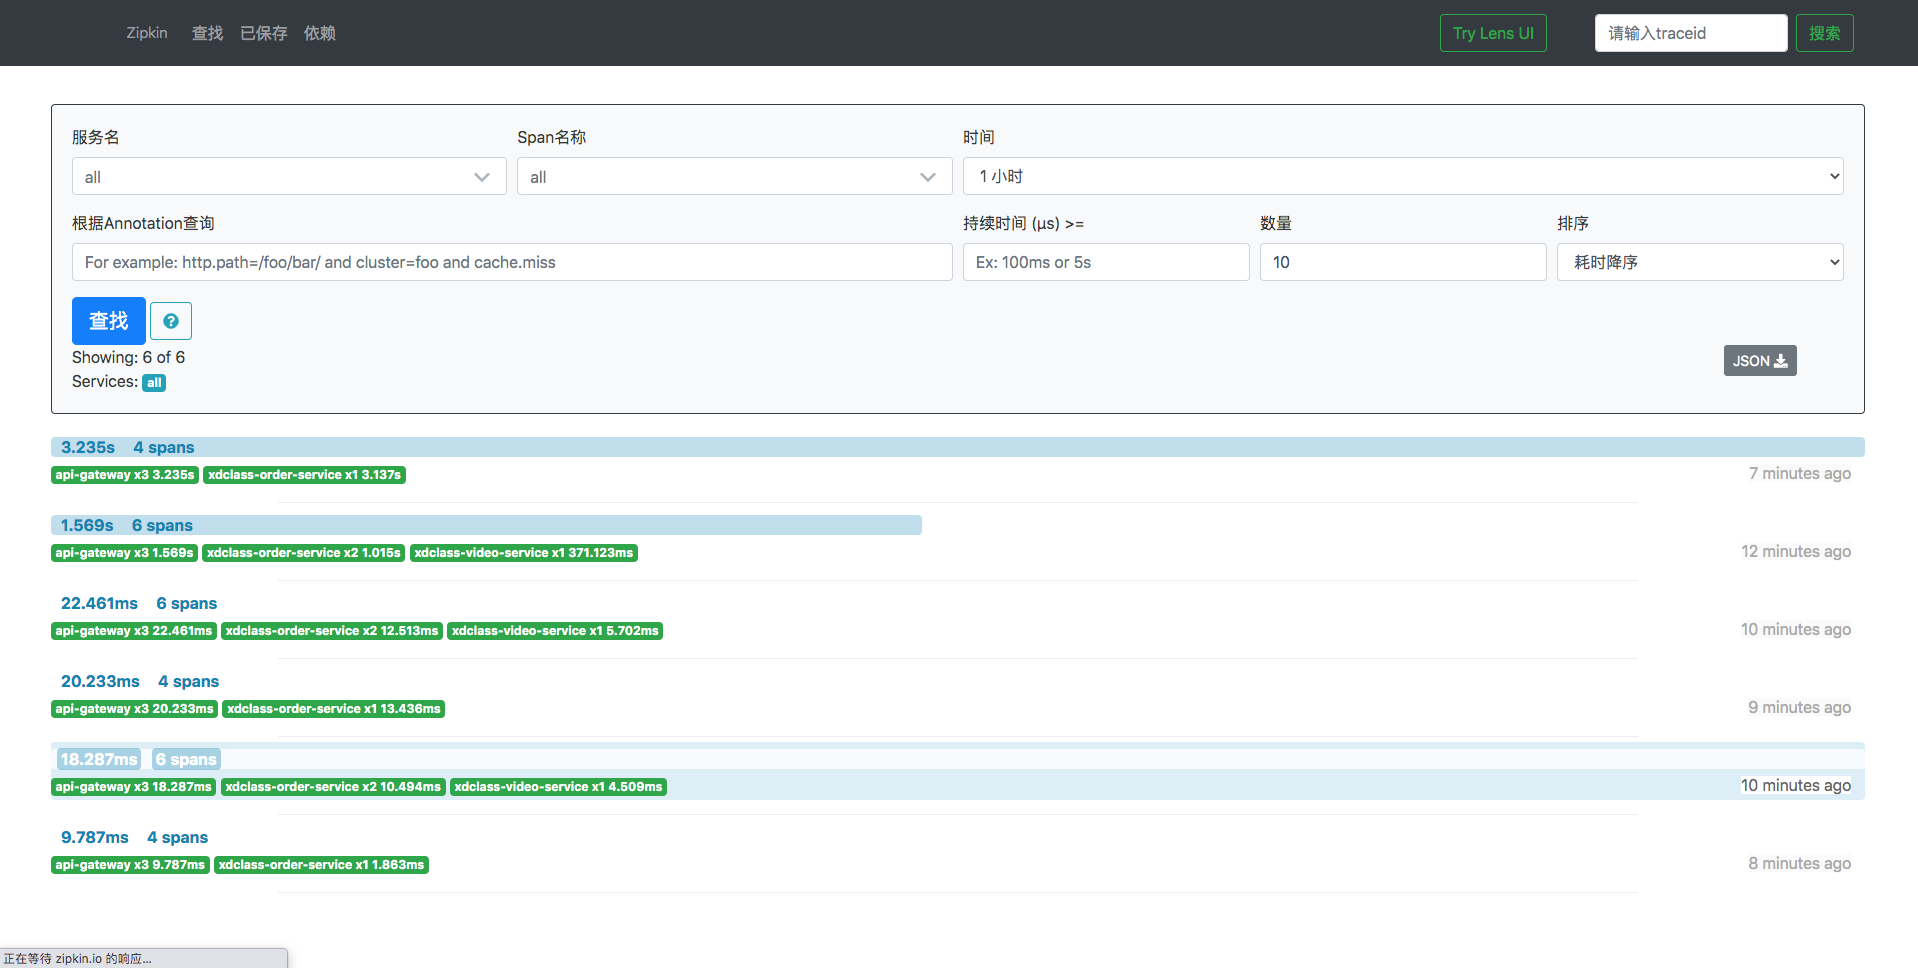 Zipkin 查找 已保存 依赖 Try Lens UI 请输入traceid 搜索
服务名 Span名称 时间
all all 1 小时
根据Annotation查询 持续时间 (μs) >= 数量 排序
For example: http.path=/foo/bar/ and cluster=foo and cache.miss Ex: 100ms or 5s 10 耗时降序
查找
Showing: 6 of 6
Services: all JSON
3.235s 4 spans
api-gateway x3 3.235s xdclass-order-service x1 3.137s 7 minutes ago
1.569s 6 spans
api-gateway x3 1.569s xdclass-order-service x2 1.015s xdclass-video-service x1 371.123ms 12 minutes ago
22.461ms 6 spans
api-gateway x3 22.461ms xdclass-order-service x2 12.513ms xdclass-video-service x1 5.702ms 10 minutes ago
20.233ms 4 spans
api-gateway x3 20.233ms xdclass-order-service x1 13.436ms 9 minutes ago
18.287ms 6 spans
api-gateway x3 18.287ms xdclass-order-service x2 10.494ms xdclass-video-service x1 4.509ms 10 minutes ago
9.787ms 4 spans
api-gateway x3 9.787ms xdclass-order-service x1 1.863ms 8 minutes ago
正在等待 zipkin.io 的响应...